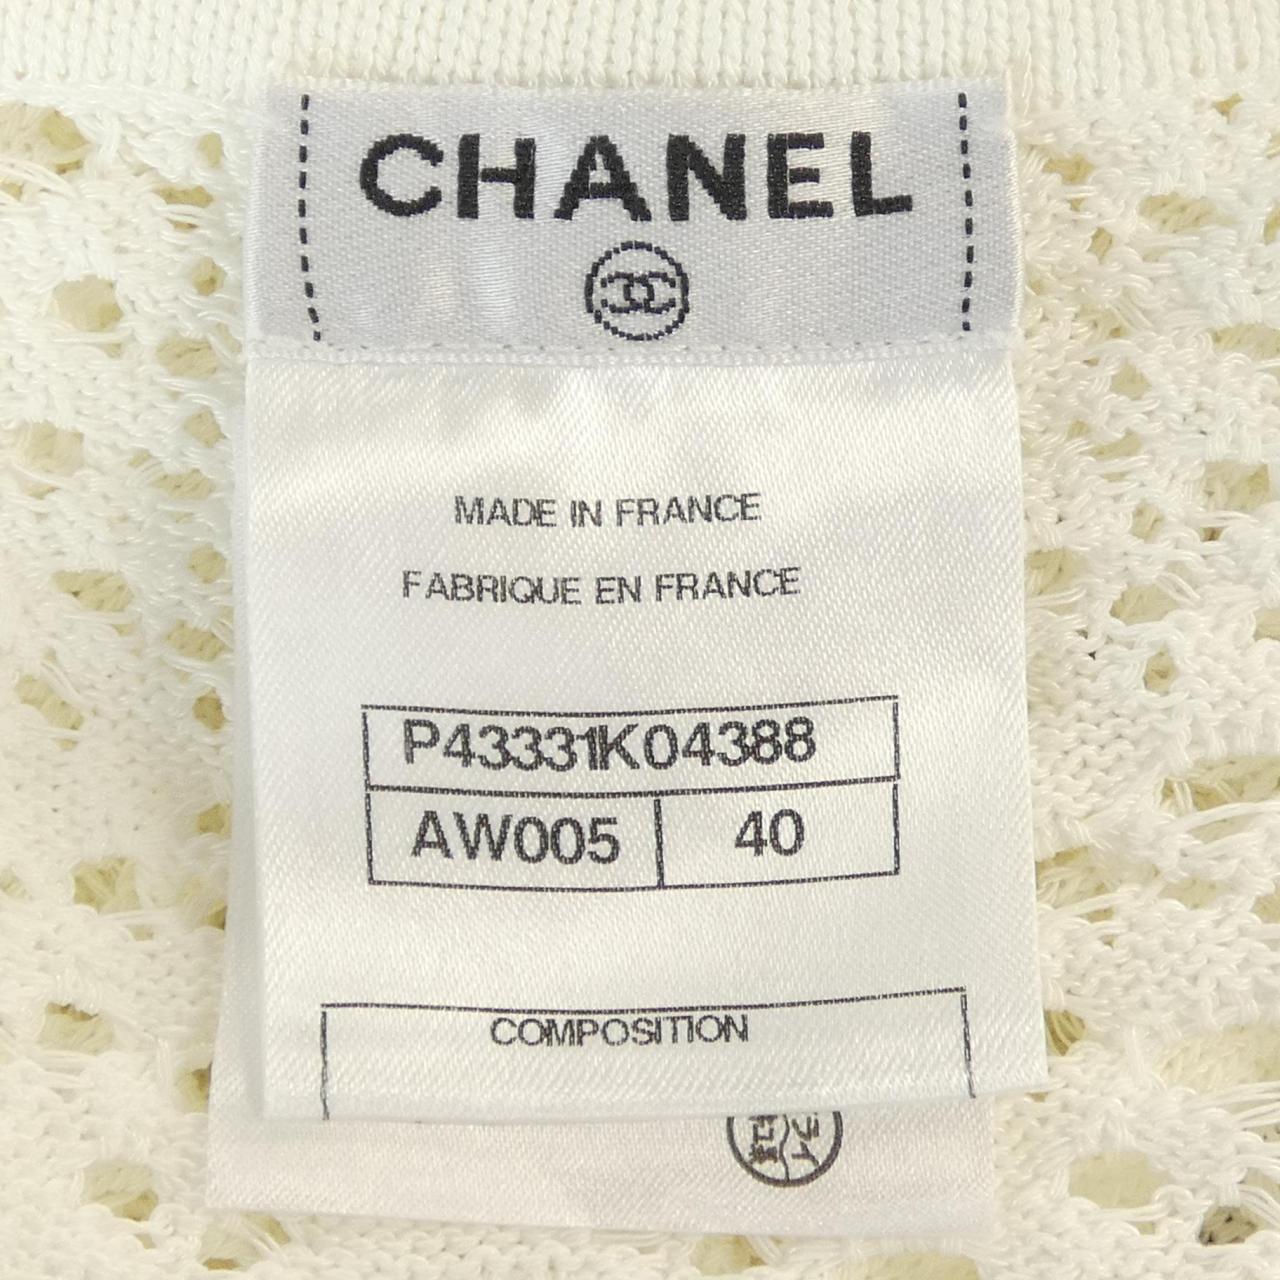 CHANEL
MADE IN FRANCE
FABRIQUE EN FRANCE
P43331K04388
AW005 40
COMPOSITION